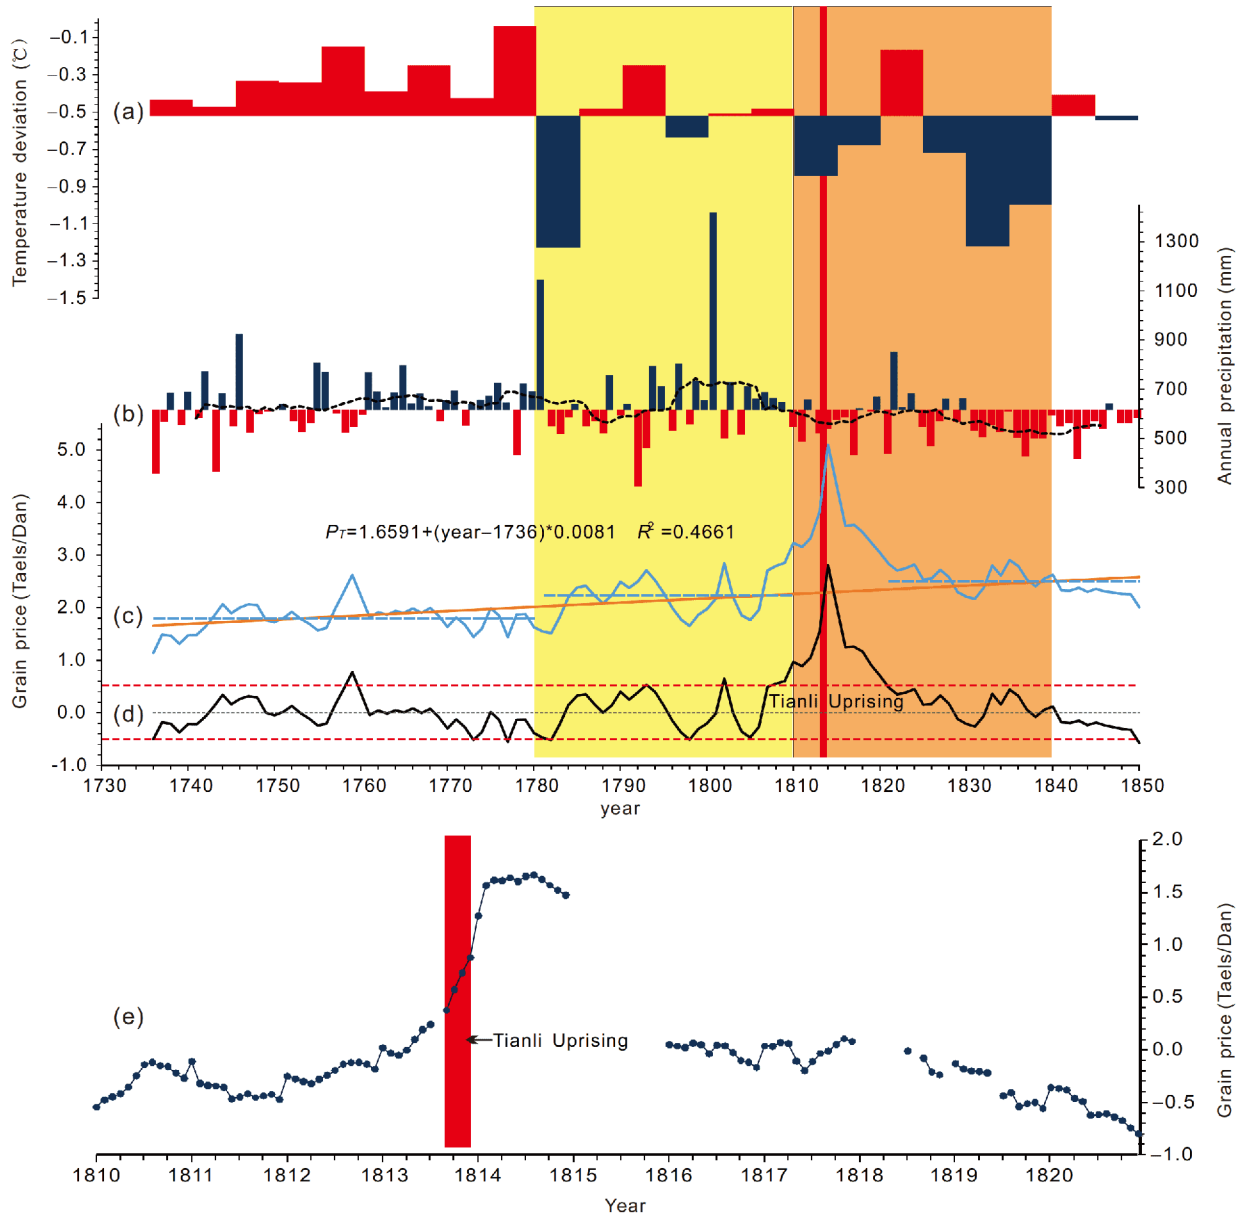 Temperature deviation (℃)
−0.1
−0.3
−0.5
−0.7
−0.9
−1.1
−1.3
−1.5
(a)
Annual precipitation (mm)
1300
1100
900
700
500
300
(b)
Grain price (Taels/Dan)
5.0
4.0
3.0
2.0
1.0
0.0
-1.0
P_T=1.6591+(year−1736)*0.0081 R²=0.4661
(c)
(d)
Tianli Uprising
1730 1740 1750 1760 1770 1780 1790 1800 1810 1820 1830 1840 1850
year
(e)
Tianli Uprising
2.0
1.5
1.0
0.5
0.0
−0.5
−1.0
Grain price (Taels/Dan)
1810 1811 1812 1813 1814 1815 1816 1817 1818 1819 1820
Year